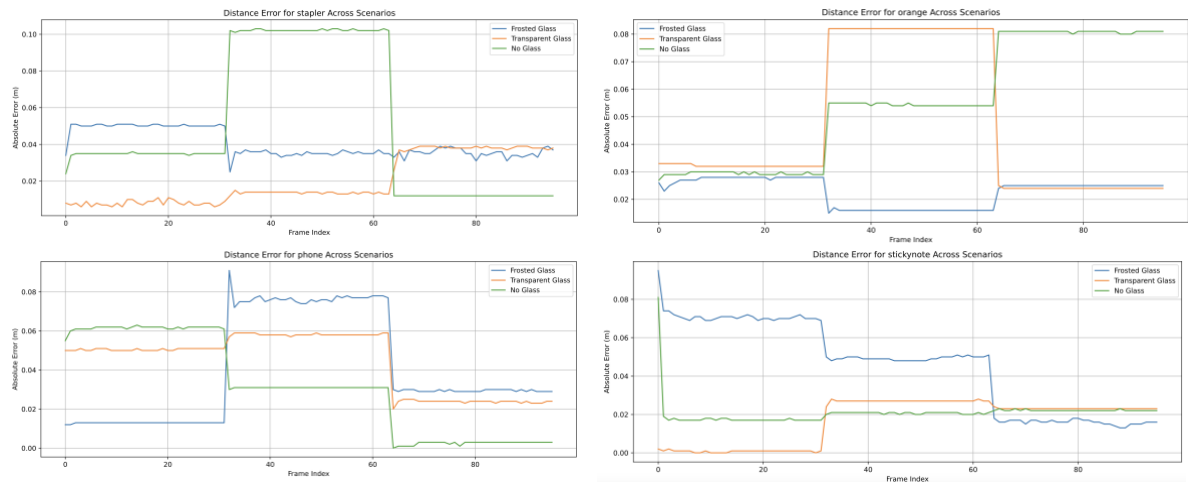 Distance Error for stapler Across Scenarios
Frosted Glass
Transparent Glass
No Glass
Absolute Error (m)
0.10
0.08
0.06
0.04
0.02
0
20
40
60
80
Frame Index
Distance Error for orange Across Scenarios
Frosted Glass
Transparent Glass
No Glass
Absolute Error (m)
0.08
0.07
0.06
0.05
0.04
0.03
0.02
0
20
40
60
80
Frame Index
Distance Error for phone Across Scenarios
Frosted Glass
Transparent Glass
No Glass
Absolute Error (m)
0.08
0.06
0.04
0.02
0.00
0
20
40
60
80
Frame Index
Distance Error for stickynote Across Scenarios
Frosted Glass
Transparent Glass
No Glass
Absolute Error (m)
0.08
0.06
0.04
0.02
0.00
0
20
40
60
80
Frame Index